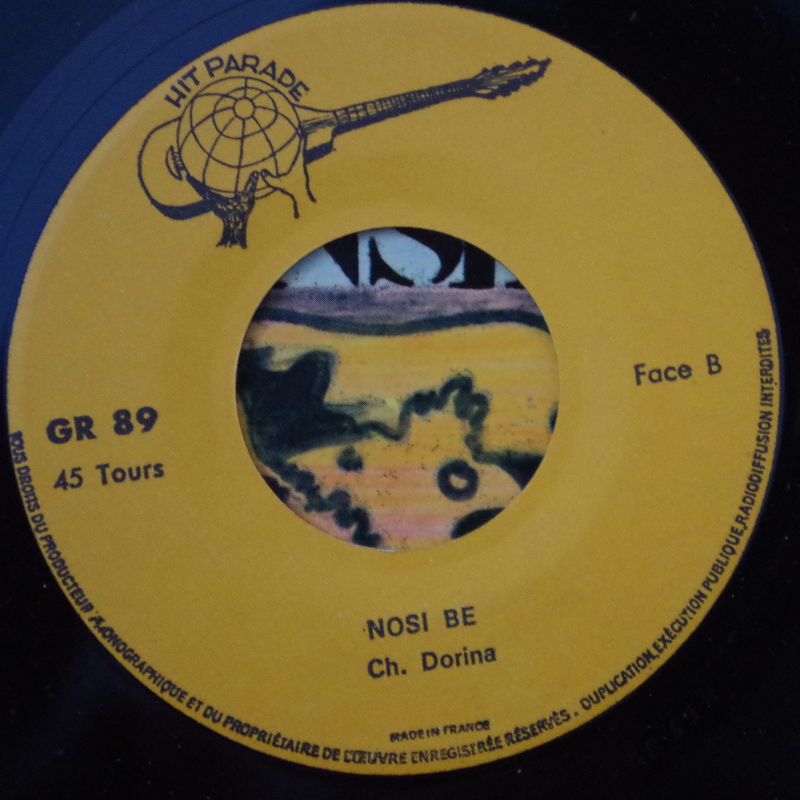 HIT PARADE
Face B
GR 89
45 Tours
NOSI BE
Ch. Dorina
MADE IN FRANCE
TOUS DROITS DU PRODUCTEUR PHONOGRAPHIQUE ET DU PROPRIÉTAIRE DE L'ŒUVRE ENREGISTRÉE RÉSERVÉS. DUPLICATION, EXÉCUTION PUBLIQUE, RADIODIFFUSION INTERDITES